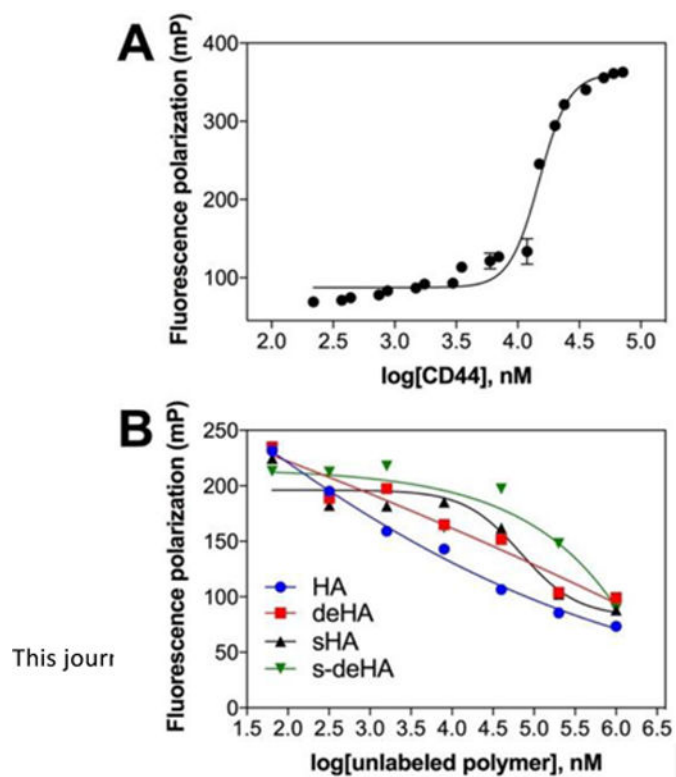 A
Fluorescence polarization (mP)
400
300
200
100
2.0 2.5 3.0 3.5 4.0 4.5 5.0
log[CD44], nM
B
Fluorescence polarization (mP)
250
200
150
100
50
0
HA
deHA
sHA
s-deHA
1.5 2.0 2.5 3.0 3.5 4.0 4.5 5.0 5.5 6.0 6.5
log[unlabeled polymer], nM
This jour